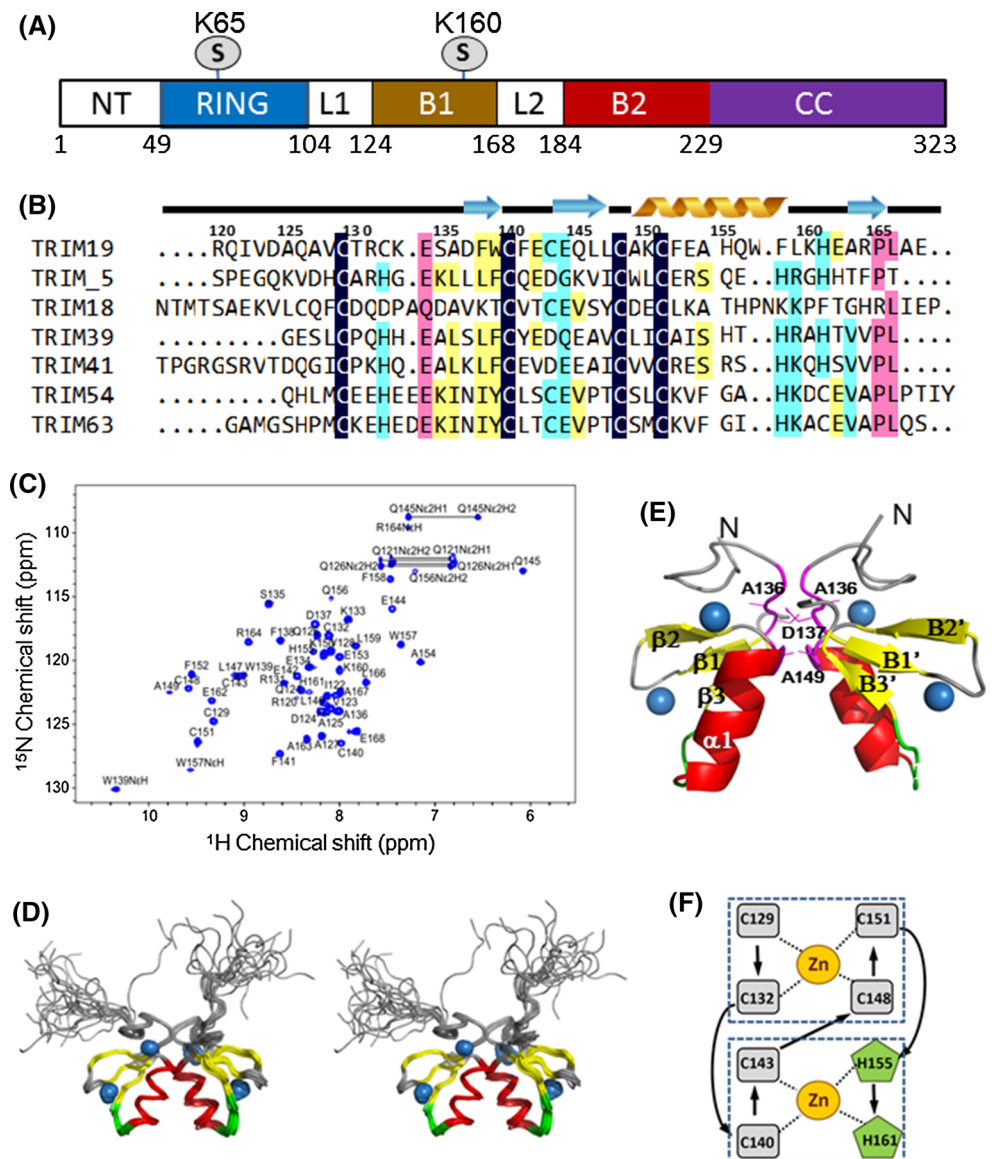 (A)
K65 K160
S S
NT RING L1 B1 L2 B2 CC
1 49 104 124 168 184 229 323
(B)
120 125 130 135 140 145 150 155 160 165
TRIM19 ....RQIVDAQAVCTRCK.ESADFWCFECEQLLCAKCFEA HQW.FLKHEARPLAE..
TRIM_5 ....SPEGQKVDHCARHG.EKLLLFCQEDGKVICWLCERS QE..HRGHHTFPT....
TRIM18 NTMTSAEKVLCQFCDQDPAQDAVKTCVTCEVSYCDECLKA THPNKKPFTGHRLIEP.
TRIM39 .........GESLCPQHH.EALSLFCYEDQEAVCLICAIS HT..HRAHTVVPL....
TRIM41 TPGRGSRVTDQGICPKHQ.EALKLFCEVDEEAICVVCRES RS..HKQHSVVPL....
TRIM54 .........QHLMCEEHEEEKINIYCLSCEVPTCSLCKVF GA..HKDCEVAPLPTIY
TRIM63 .....GAMGSHPMCKEHEDEKINIYCLTCEVPTCSMCKVF GI..HKACEVAPLQS..
(C)
Q145Nε2H1 Q145Nε2H2
R164NεH
Q121Nε2H2 Q121Nε2H1
Q126Nε2H2 Q126Nε2H1 Q145
F158 Q156Nε2H2
S135 Q156 E144
D137 K133
R164 F138 C132 W157
L159
E153 A154
F152 L147 W139 E134 K160
A149 C148 C143 E142 L166
E162 R131 H161 I122 A167
R120 V123
C129 D124 A125 A136
C151 A163 A127 E168
W157NεH F141 C140
W139NεH
110
115
120
125
130
10 9 8 7 6
15N Chemical shift (ppm)
1H Chemical shift (ppm)
(E)
N N
A136 A136
D137
β2 B2'
β1 B1'
A149
β3 B3'
α1
(D)
(F)
C129 C151
Zn
C132 C148
C143 H155
Zn
C140 H161